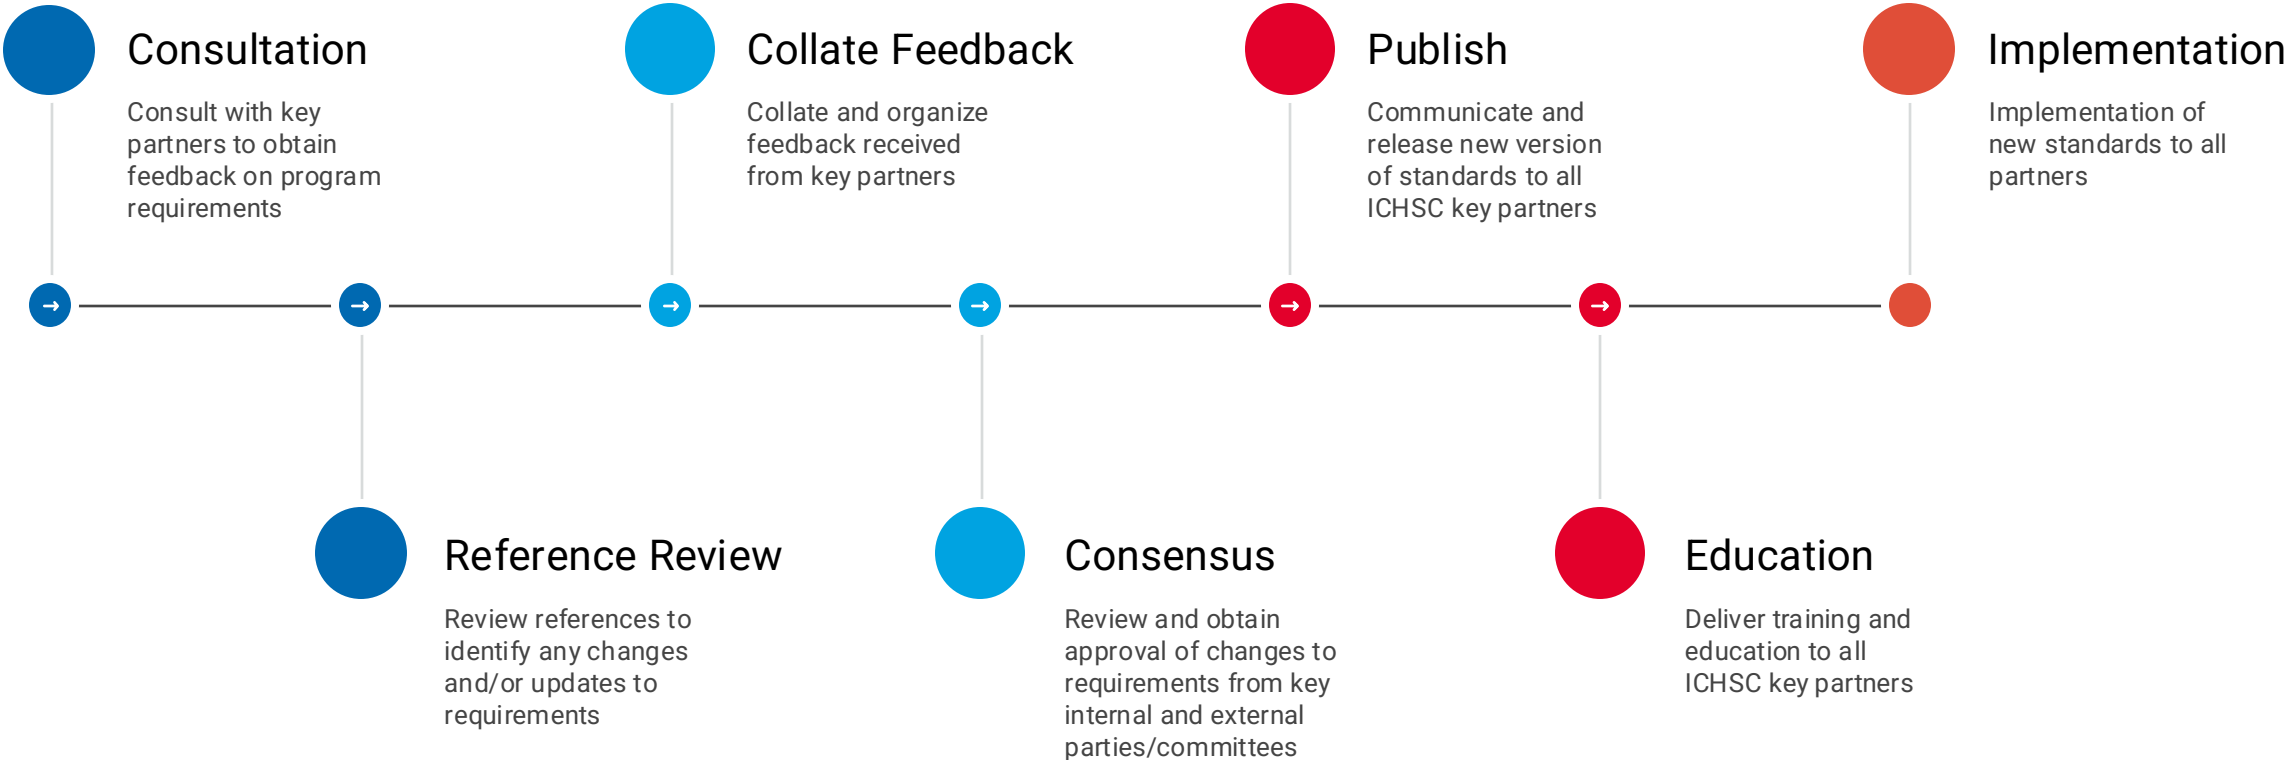 Consultation
Consult with key
partners to obtain
feedback on program
requirements
Reference Review
Review references to
identify any changes
and/or updates to
requirements
Collate Feedback
Collate and organize
feedback received
from key partners
Consensus
Review and obtain
approval of changes to
requirements from key
internal and external
parties/committees
Publish
Communicate and
release new version
of standards to all
ICHSC key partners
Education
Deliver training and
education to all
ICHSC key partners
Implementation
Implementation of
new standards to all
partners